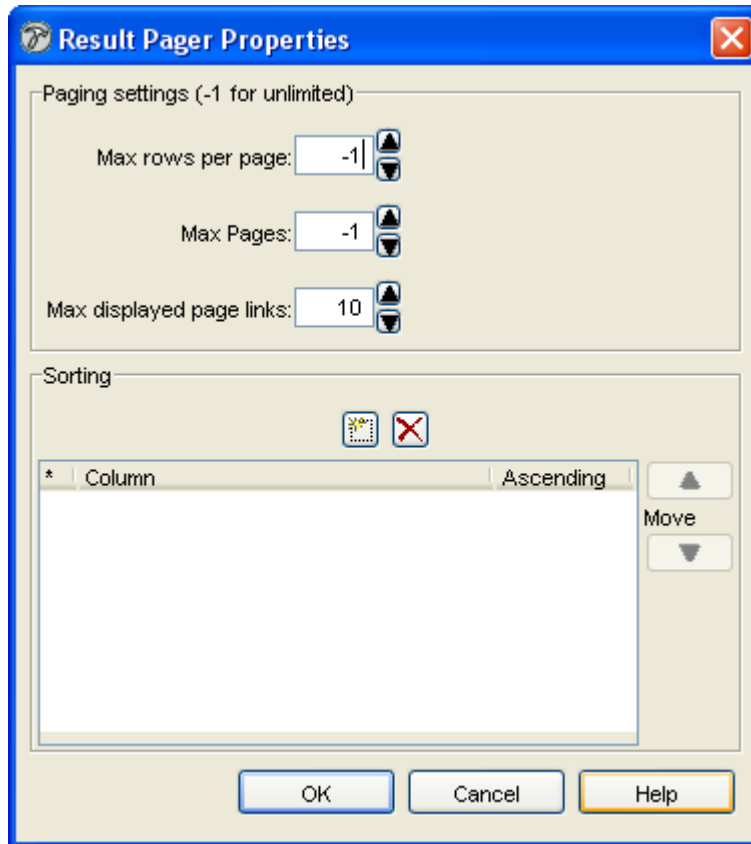 Result Pager Properties
Paging settings (-1 for unlimited)
Max rows per page: -1
Max Pages: -1
Max displayed page links: 10
Sorting
* Column Ascending
Move
OK Cancel Help